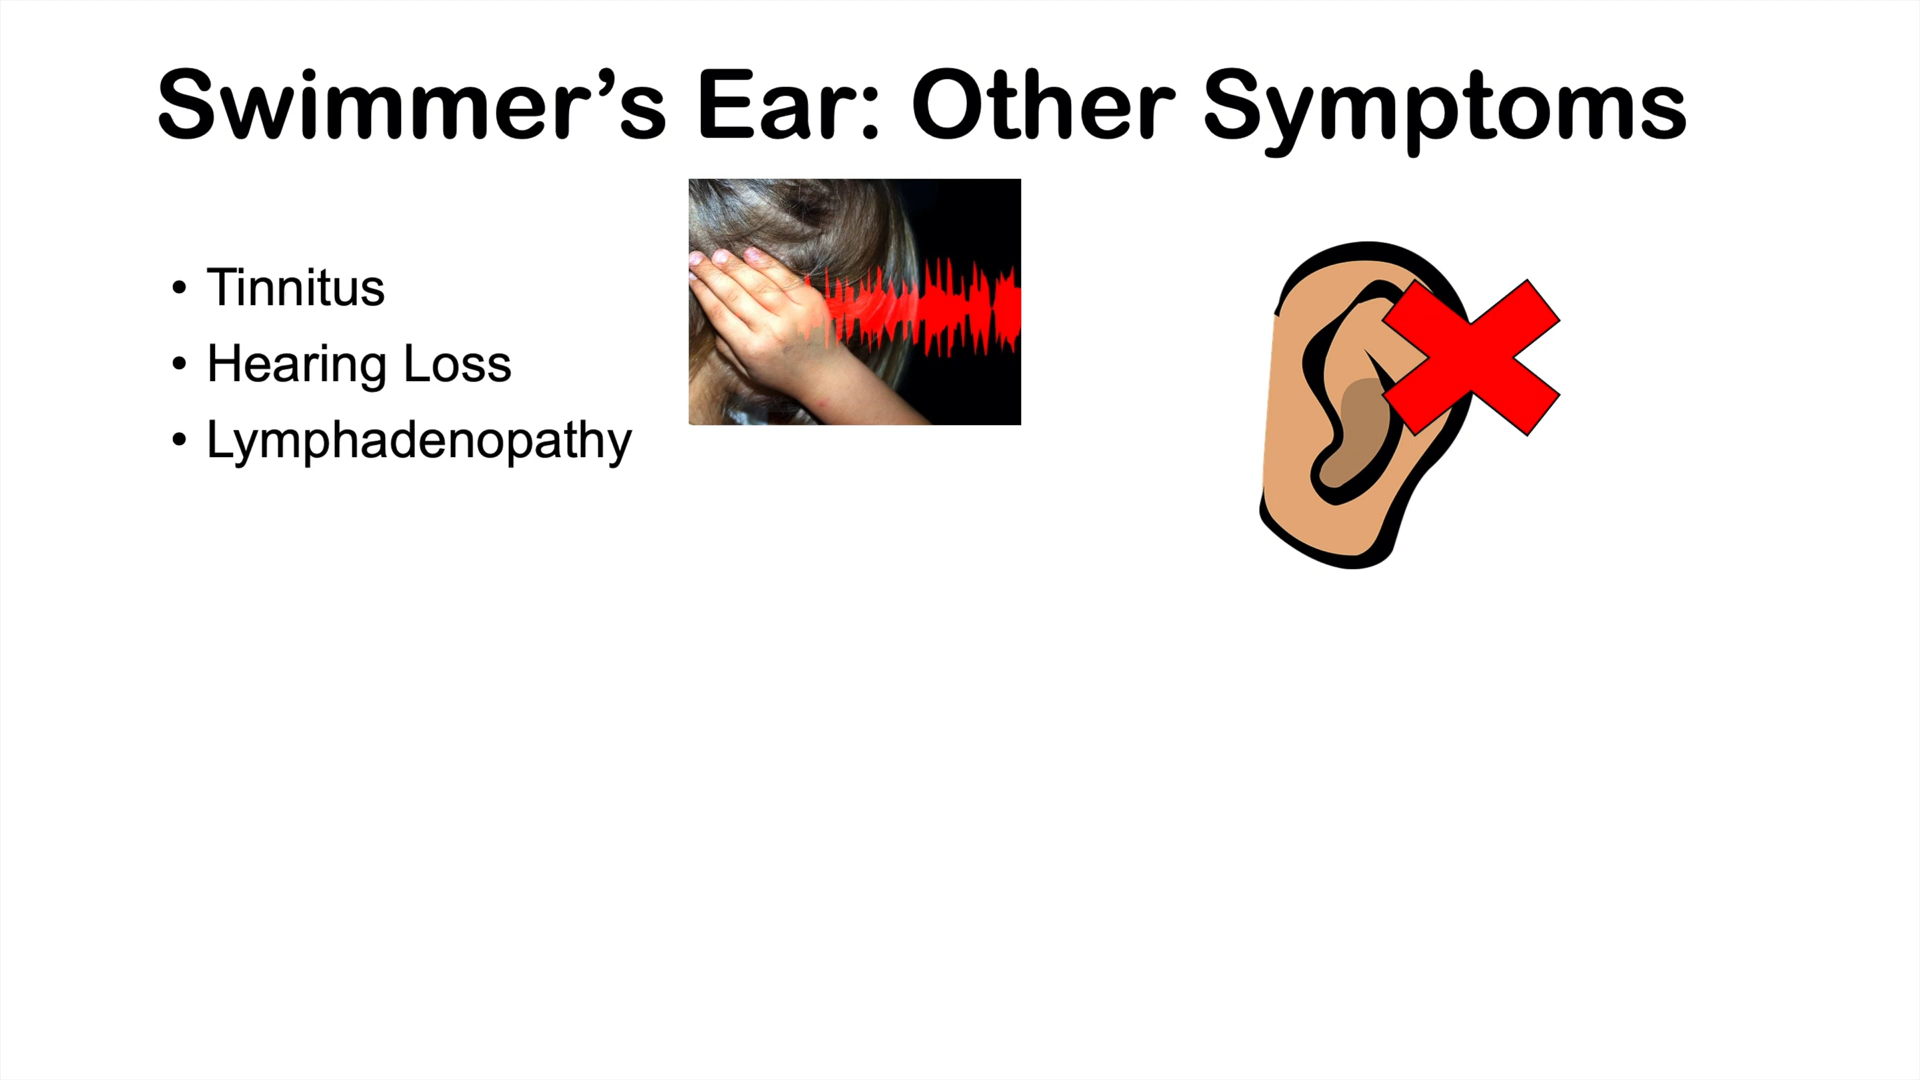 Swimmer’s Ear: Other Symptoms
• Tinnitus
• Hearing Loss
• Lymphadenopathy